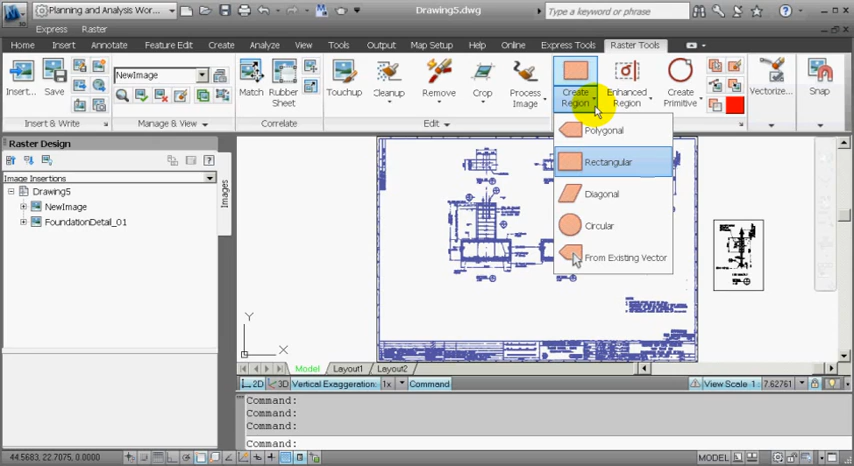 Planning and Analysis Wor...
Drawing5.dwg
Type a keyword or phrase
Express Raster
Home Insert Annotate Feature Edit Create Analyze View Tools Output Map Setup Help Online Express Tools Raster Tools
Insert...
Save
NewImage
Match
Rubber
Sheet
Touchup
Cleanup
Remove
Crop
Process
Image
Create
Region
Enhanced
Region
Create
Primitive
Vectorize...
Snap
Insert & Write
Manage & View
Correlate
Edit
Polygonal
Rectangular
Diagonal
Circular
From Existing Vector
Raster Design
Image Insertions
Drawing5
NewImage
FoundationDetail_01
Images
Y
X
Model Layout1 Layout2
2D 3D Vertical Exaggeration: 1x Command
View Scale 1 : 7.62761
Command:
Command:
Command:
Command:
44.5683, 22.7075, 0.0000
MODEL